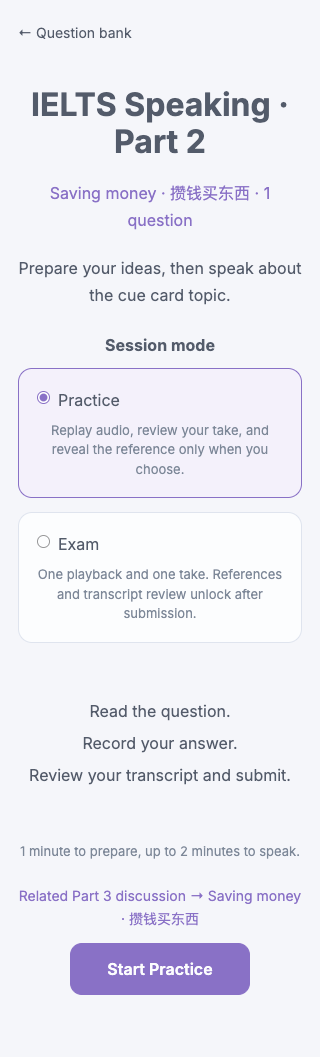 ← Question bank
IELTS Speaking ·
Part 2
Saving money · 攒钱买东西 · 1
question
Prepare your ideas, then speak about
the cue card topic.
Session mode
Practice
Replay audio, review your take, and
reveal the reference only when you
choose.
Exam
One playback and one take. References
and transcript review unlock after
submission.
Read the question.
Record your answer.
Review your transcript and submit.
1 minute to prepare, up to 2 minutes to speak.
Related Part 3 discussion → Saving money
· 攒钱买东西
Start Practice